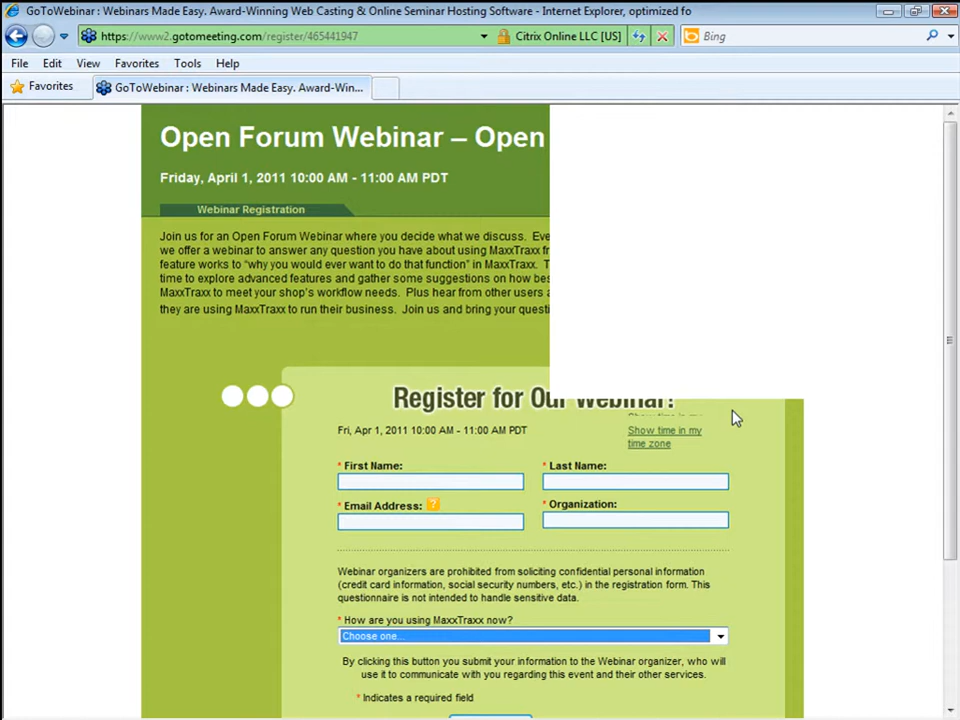 GoToWebinar : Webinars Made Easy. Award-Winning Web Casting & Online Seminar Hosting Software - Internet Explorer, optimized fo
https://www2.gotomeeting.com/register/465441947
Citrix Online LLC [US]
Bing
File Edit View Favorites Tools Help
Favorites
GoToWebinar : Webinars Made Easy. Award-Win...
Open Forum Webinar – Open
Friday, April 1, 2011 10:00 AM - 11:00 AM PDT
Webinar Registration
Join us for an Open Forum Webinar where you decide what we discuss. Eve
we offer a webinar to answer any question you have about using MaxxTraxx fr
feature works to “why you would ever want to do that function” in MaxxTraxx. T
time to explore advanced features and gather some suggestions on how bes
MaxxTraxx to meet your shop's workflow needs. Plus hear from other users a
they are using MaxxTraxx to run their business. Join us and bring your questi
Register for Our Webinar!
Fri, Apr 1, 2011 10:00 AM - 11:00 AM PDT
Show time in my
Show time in my
time zone
* First Name:
* Last Name:
* Email Address: ?
* Organization:
Webinar organizers are prohibited from soliciting confidential personal information
(credit card information, social security numbers, etc.) in the registration form. This
questionnaire is not intended to handle sensitive data.
* How are you using MaxxTraxx now?
Choose one...
By clicking this button you submit your information to the Webinar organizer, who will
use it to communicate with you regarding this event and their other services.
* Indicates a required field